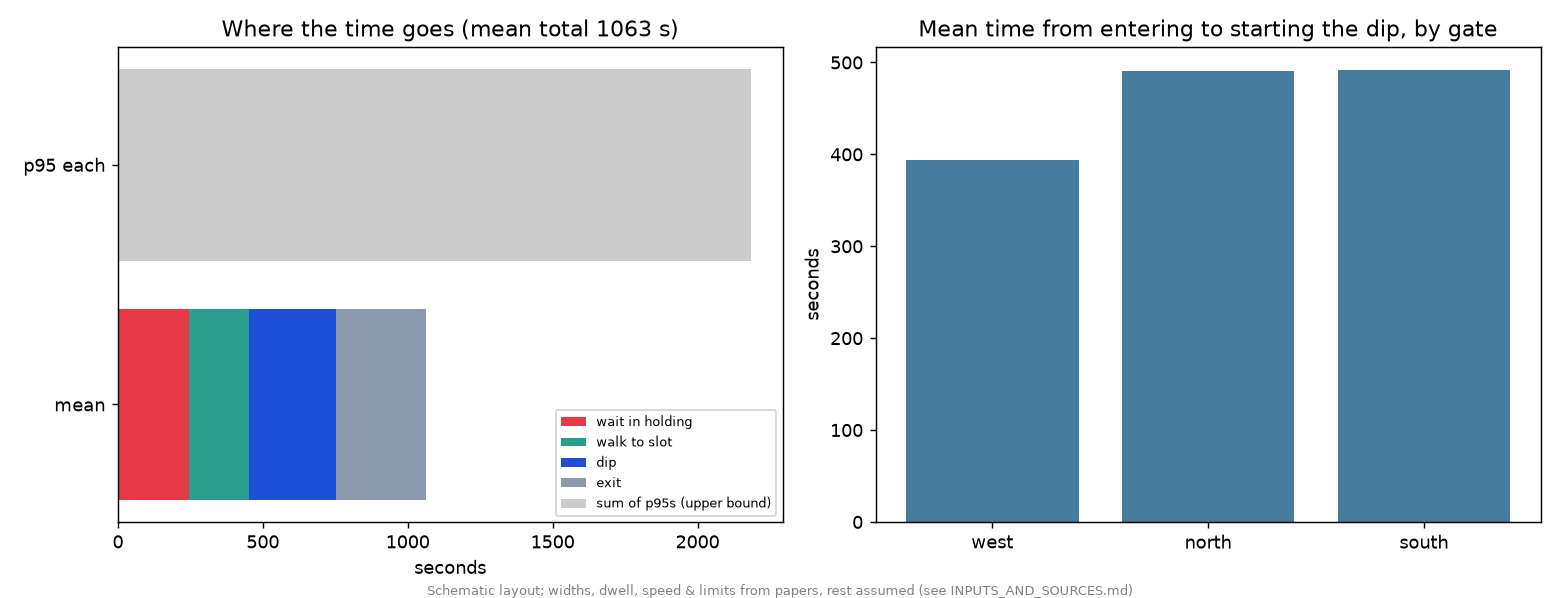 Where the time goes (mean total 1063 s)
p95 each
mean
wait in holding
walk to slot
dip
exit
sum of p95s (upper bound)
0 500 1000 1500 2000
seconds
Mean time from entering to starting the dip, by gate
seconds
500
400
300
200
100
0
west north south
Schematic layout; widths, dwell, speed & limits from papers, rest assumed (see INPUTS_AND_SOURCES.md)